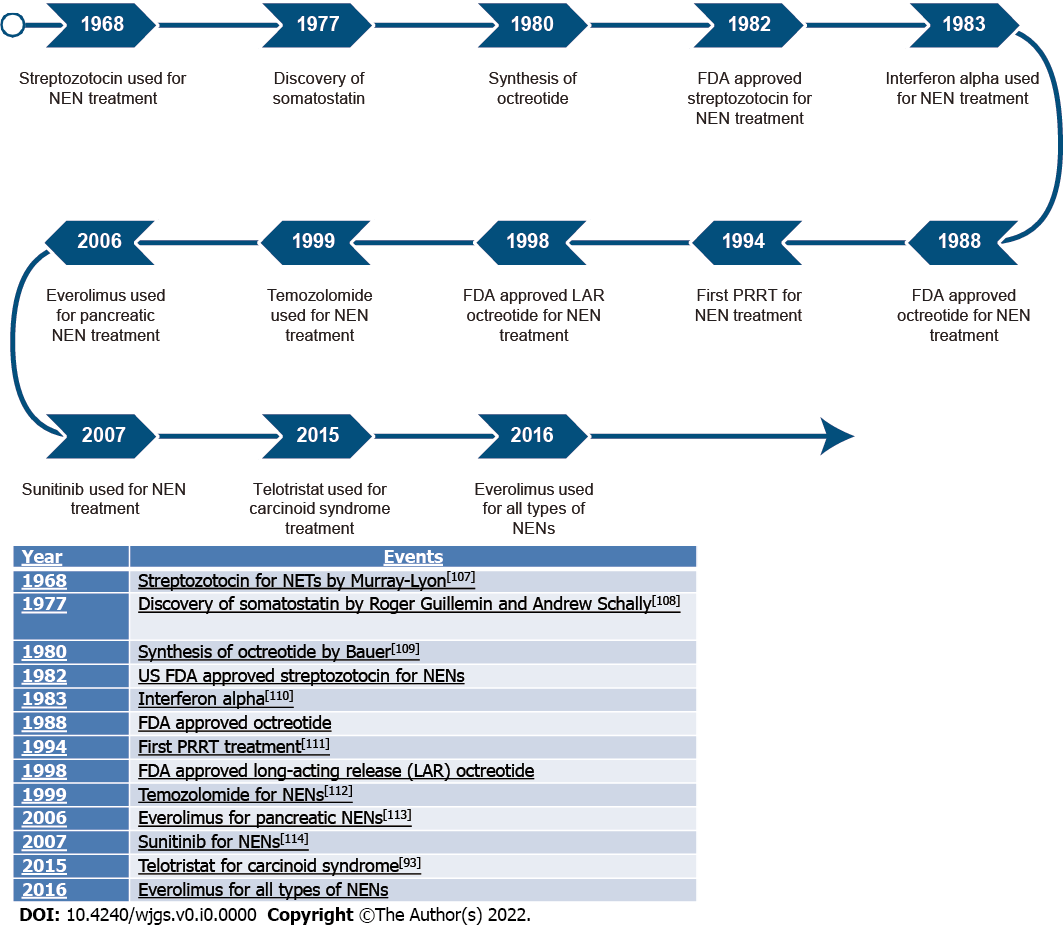 1968
1977
1980
1982
1983
Streptozotocin used for
NEN treatment
Discovery of
somatostatin
Synthesis of
octreotide
FDA approved
streptozotocin for
NEN treatment
Interferon alpha used
for NEN treatment
2006
1999
1998
1994
1988
Everolimus used
for pancreatic
NEN treatment
Temozolomide
used for NEN
treatment
FDA approved LAR
octreotide for NEN
treatment
First PRRT for
NEN treatment
FDA approved
octreotide for NEN
treatment
2007
2015
2016
Sunitinib used for NEN
treatment
Telotristat used for
carcinoid syndrome
treatment
Everolimus used
for all types of
NENs
Year Events
1968 Streptozotocin for NETs by Murray-Lyon[107]
1977 Discovery of somatostatin by Roger Guillemin and Andrew Schally[108]
1980 Synthesis of octreotide by Bauer[109]
1982 US FDA approved streptozotocin for NENs
1983 Interferon alpha[110]
1988 FDA approved octreotide
1994 First PRRT treatment[111]
1998 FDA approved long-acting release (LAR) octreotide
1999 Temozolomide for NENs[112]
2006 Everolimus for pancreatic NENs[113]
2007 Sunitinib for NENs[114]
2015 Telotristat for carcinoid syndrome[93]
2016 Everolimus for all types of NENs
DOI: 10.4240/wjgs.v0.i0.0000 Copyright ©The Author(s) 2022.